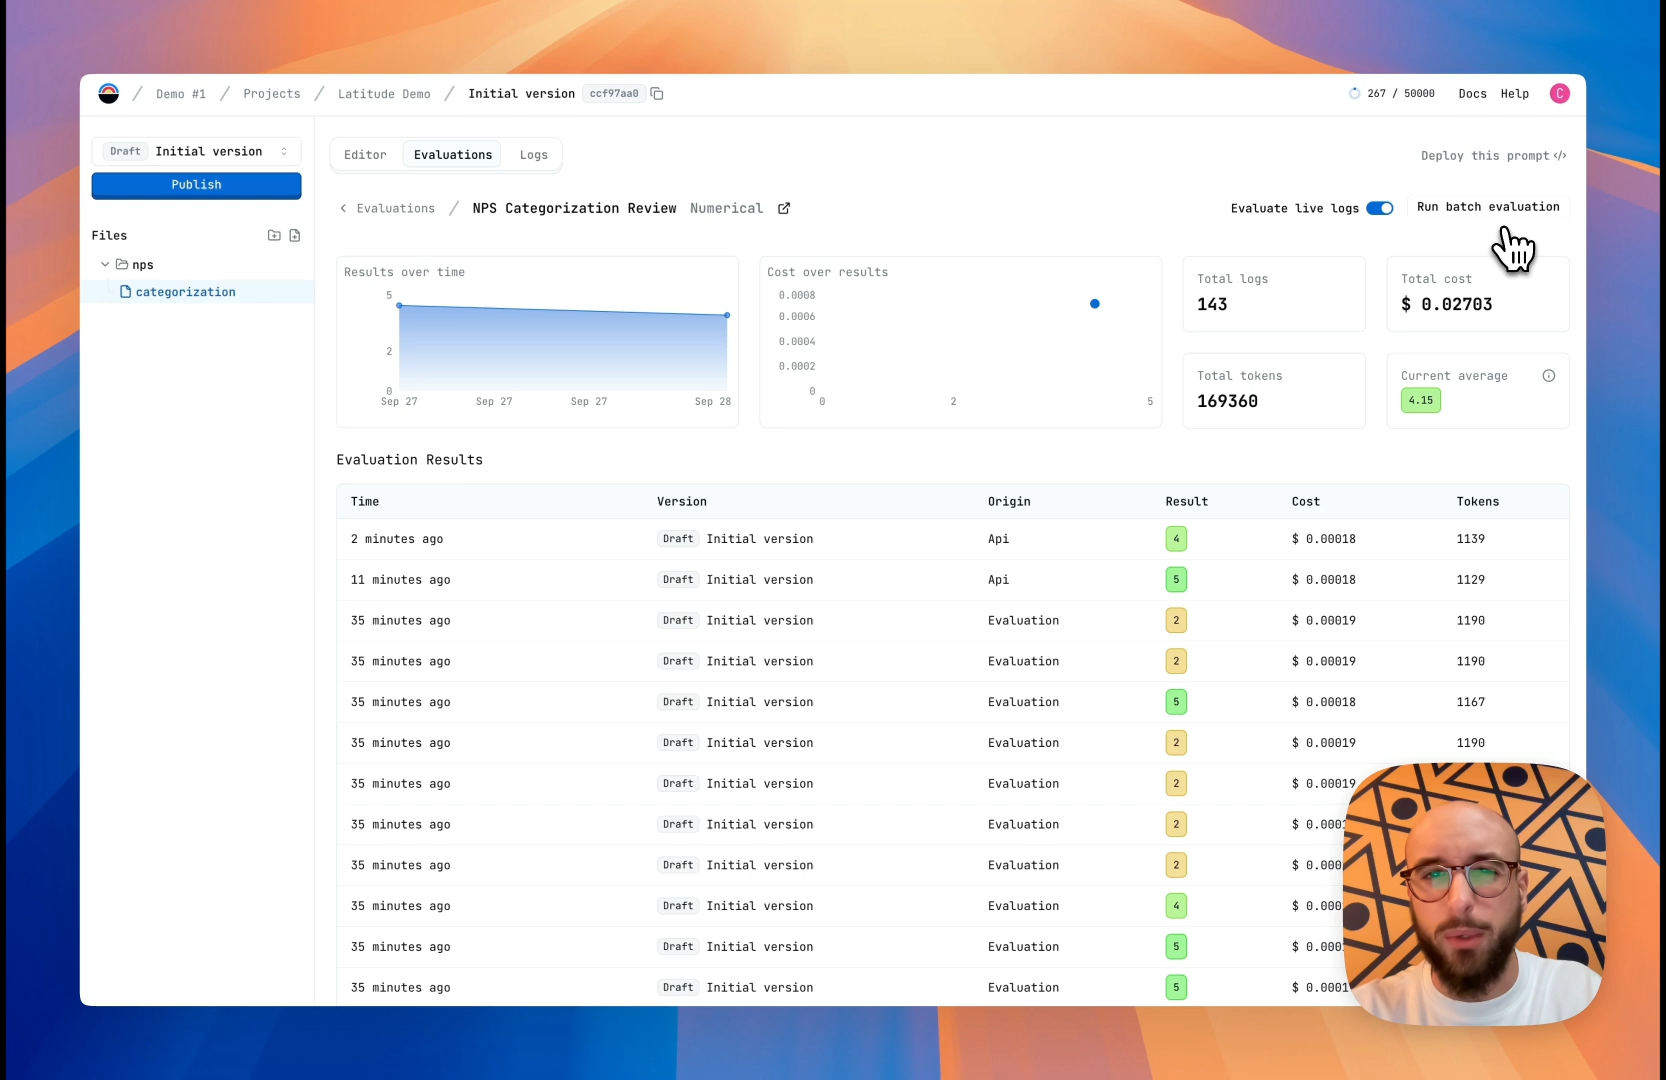 / Demo #1 / Projects / Latitude Demo / Initial version ccf97aa0
267 / 50000 Docs Help C
Draft Initial version
Publish
Files
nps
categorization
Editor Evaluations Logs
Deploy this prompt
Evaluations / NPS Categorization Review Numerical
Evaluate live logs Run batch evaluation
Results over time
5
2
0
Sep 27 Sep 27 Sep 27 Sep 28
Cost over results
0.0008
0.0006
0.0004
0.0002
0
0 2 5
Total logs
143
Total cost
$ 0.02703
Total tokens
169360
Current average
4.15
Evaluation Results
Time Version Origin Result Cost Tokens
2 minutes ago Draft Initial version Api 4 $ 0.00018 1139
11 minutes ago Draft Initial version Api 5 $ 0.00018 1129
35 minutes ago Draft Initial version Evaluation 2 $ 0.00019 1190
35 minutes ago Draft Initial version Evaluation 2 $ 0.00019 1190
35 minutes ago Draft Initial version Evaluation 5 $ 0.00018 1167
35 minutes ago Draft Initial version Evaluation 2 $ 0.00019 1190
35 minutes ago Draft Initial version Evaluation 2 $ 0.00019
35 minutes ago Draft Initial version Evaluation 2 $
35 minutes ago Draft Initial version Evaluation 2 $
35 minutes ago Draft Initial version Evaluation 4 $
35 minutes ago Draft Initial version Evaluation 5 $
35 minutes ago Draft Initial version Evaluation 5 $